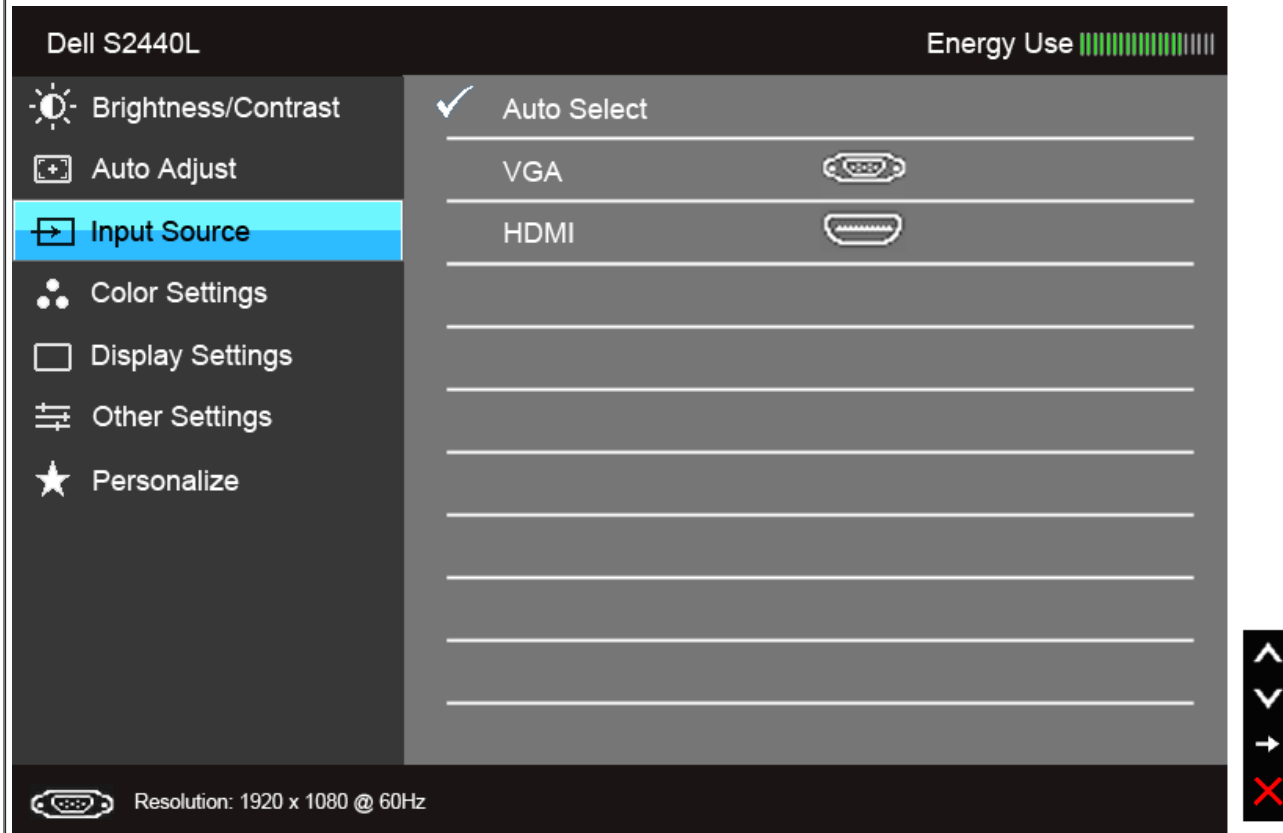 Dell S2440L
Energy Use
Brightness/Contrast
Auto Adjust
Input Source
Color Settings
Display Settings
Other Settings
Personalize
Auto Select
VGA
HDMI
Resolution: 1920 x 1080 @ 60Hz